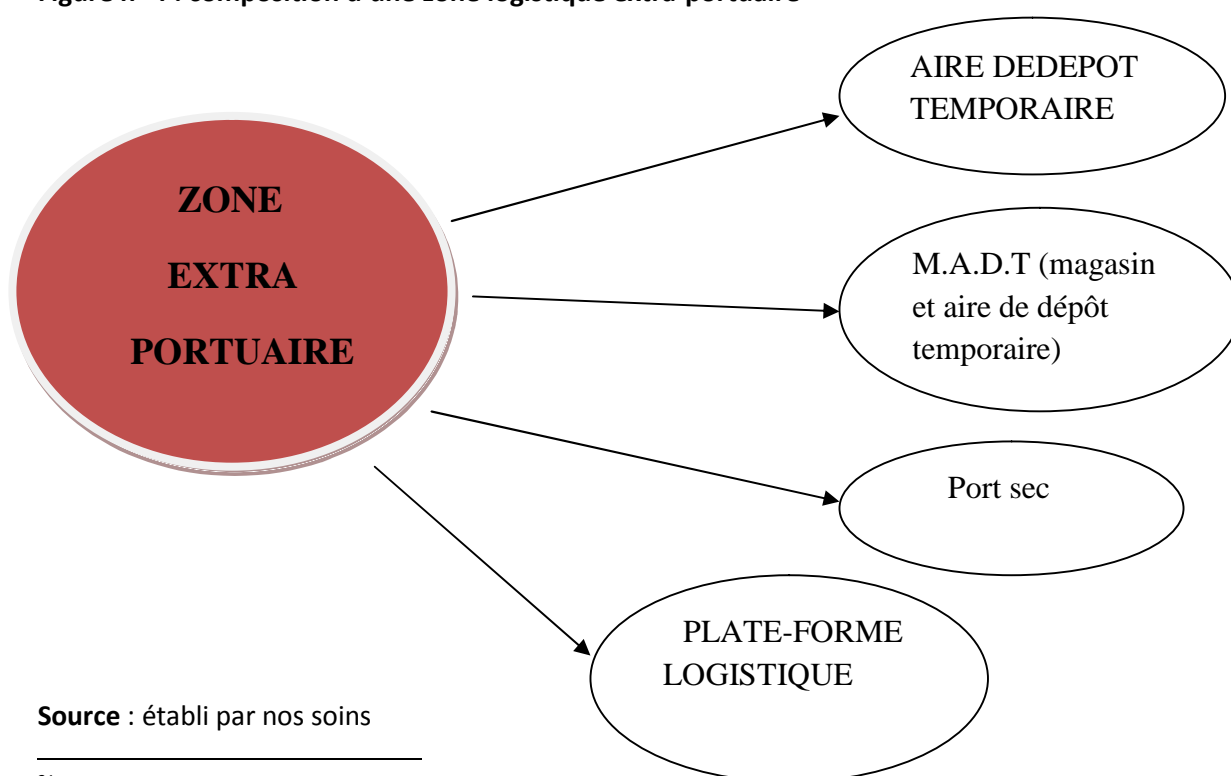 ZONE
EXTRA
PORTUAIRE
AIRE DEDEPOT
TEMPORAIRE
M.A.D.T (magasin
et aire de dépôt
temporaire)
Port sec
PLATE-FORME
LOGISTIQUE
Source : établi par nos soins